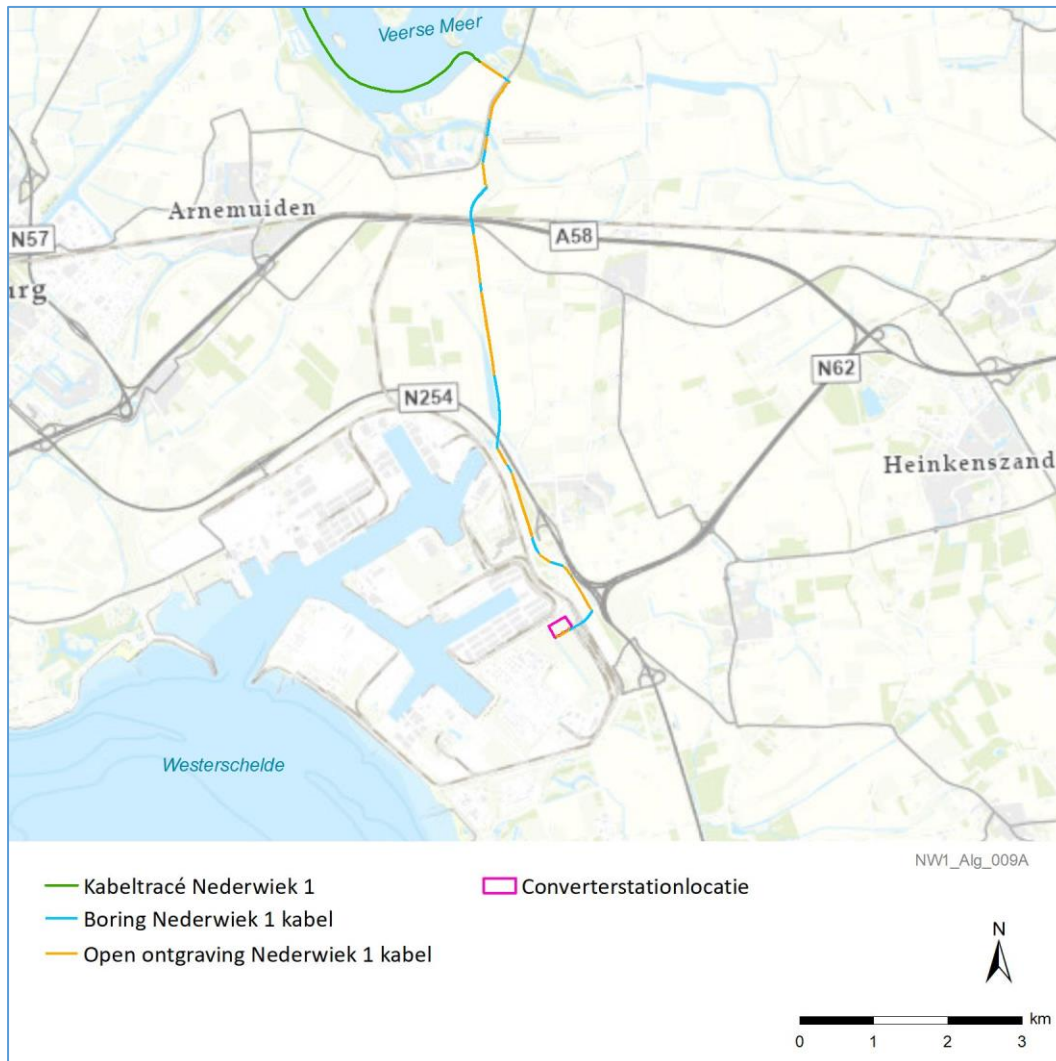 Veerse Meer
Arnemuiden
N57
A58
urg
N62
N254
Heinkenszand
Westerschelde
NW1_Alg_009A
Kabeltracé Nederwiek 1
Converterstationlocatie
Boring Nederwiek 1 kabel
Open ontgraving Nederwiek 1 kabel
N
km
0 1 2 3